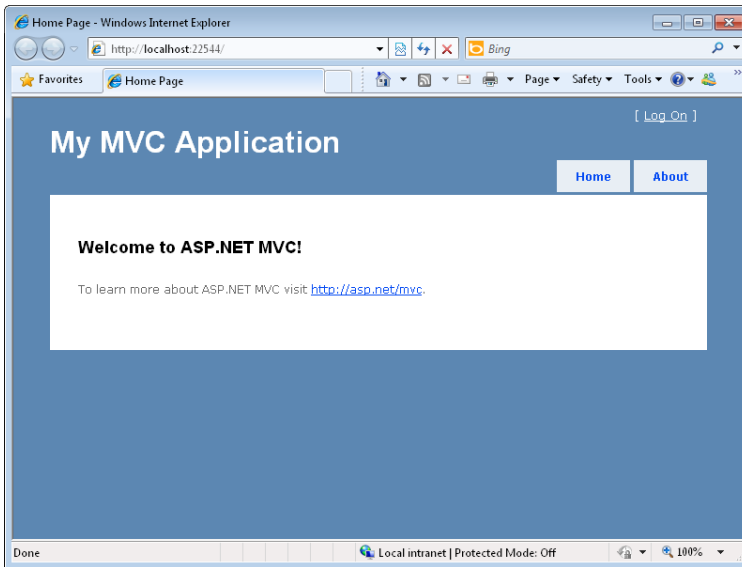 Home Page - Windows Internet Explorer
http://localhost:22544/
Bing
Favorites
Home Page
Page
Safety
Tools
[ Log On ]
My MVC Application
Home
About
Welcome to ASP.NET MVC!
To learn more about ASP.NET MVC visit http://asp.net/mvc.
Done
Local intranet | Protected Mode: Off
100%